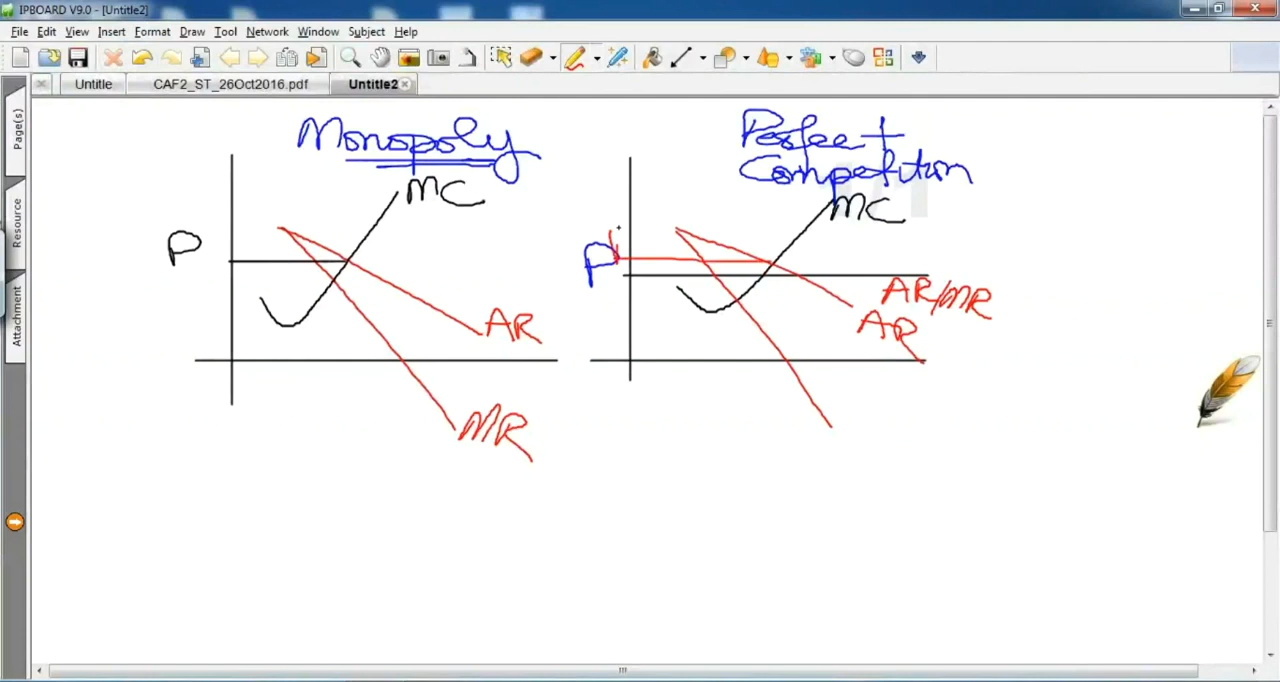 IPBOARD V9.0 - [Untitle2]
File Edit View Insert Format Draw Tool Network Window Subject Help
Untitle CAF2_ST_26Oct2016.pdf Untitle2
Page(s)
Resource
Attachment
Monopoly
MC
P
AR
MR
Perfect
Competition
MC
P
AR/MR
AR